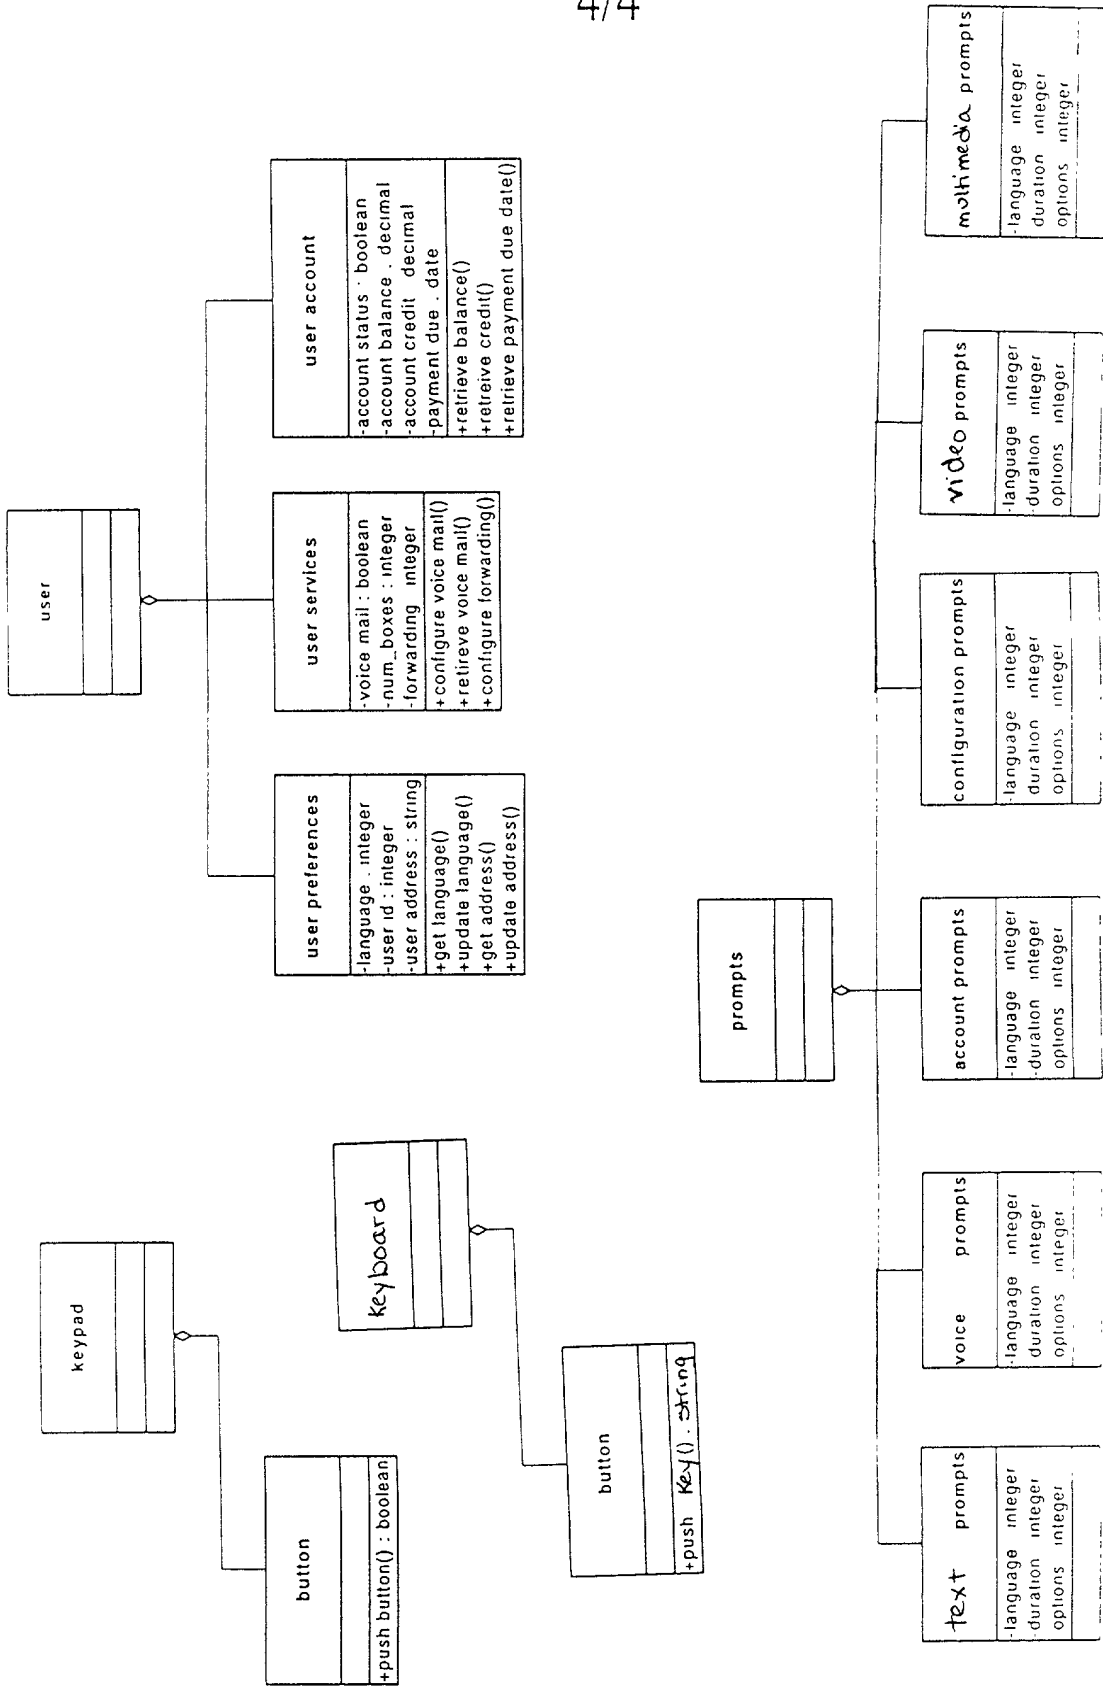 4/4
keypad
button
+push button() : boolean
keyboard
button
+push key() . string
user
user preferences
-language . integer
-user id : integer
-user address : string
+get language()
+update language()
+get address()
+update address()
user services
-voice mail : boolean
-num_boxes : integer
-forwarding integer
+configure voice mail()
+retireve voice mail()
+configure forwarding()
user account
-account status : boolean
-account balance . decimal
-account credit decimal
-payment due . date
+retrieve balance()
+retreive credit()
+retrieve payment due date()
prompts
text prompts
-language integer
-duration integer
options integer
voice prompts
-language integer
duration integer
options integer
account prompts
-language integer
-duration integer
options integer
configuration prompts
-language integer
duration integer
options integer
video prompts
-language integer
-duration integer
options integer
multimedia prompts
-language integer
duration integer
options integer